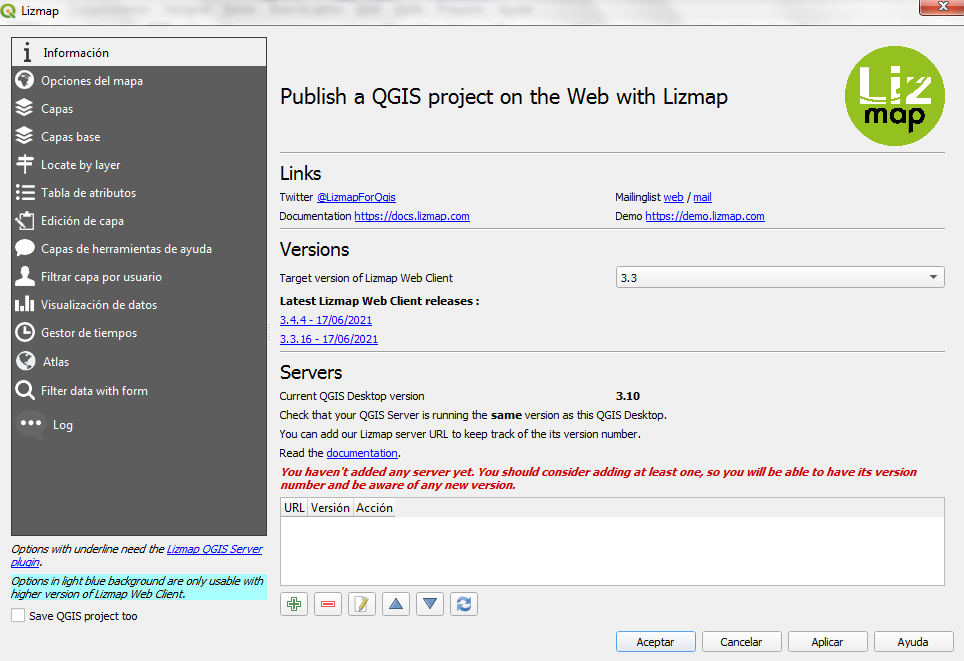 Lizmap
Información
Opciones del mapa
Capas
Capas base
Locate by layer
Tabla de atributos
Edición de capa
Capas de herramientas de ayuda
Filtrar capa por usuario
Visualización de datos
Gestor de tiempos
Atlas
Filter data with form
Log
Options with underline need the Lizmap QGIS Server
plugin.
Options in light blue background are only usable with
higher version of Lizmap Web Client.
Save QGIS project too
Publish a QGIS project on the Web with Lizmap
Liz
map
Links
Twitter @LizmapForQgis
Mailinglist web / mail
Documentation https://docs.lizmap.com
Demo https://demo.lizmap.com
Versions
Target version of Lizmap Web Client
3.3
Latest Lizmap Web Client releases :
3.4.4 - 17/06/2021
3.3.16 - 17/06/2021
Servers
Current QGIS Desktop version 3.10
Check that your QGIS Server is running the same version as this QGIS Desktop.
You can add our Lizmap server URL to keep track of the its version number.
Read the documentation.
You haven't added any server yet. You should consider adding at least one, so you will be able to have its version
number and be aware of any new version.
URL Versión Acción
Aceptar Cancelar Aplicar Ayuda